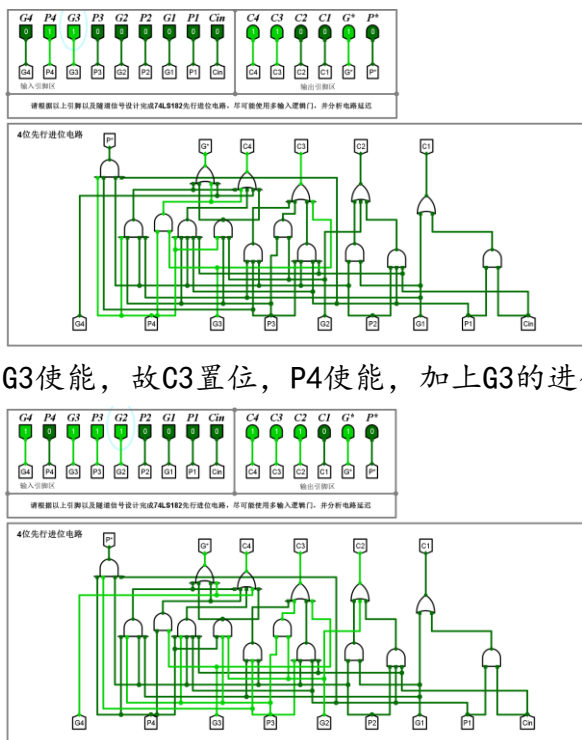 G4 P4 G3 P3 G2 P2 G1 P1 Cin C4 C3 C2 C1 G* P*
0 1 1 0 0 0 0 0 0 1 1 0 0 1 0
G4 P4 G3 P3 G2 P2 G1 P1 Cin C4 C3 C2 C1 G* P*
输入引脚区 输出引脚区
请根据以上引脚以及隧道信号设计完成74LS182先行进位电路，尽可能使用多输入逻辑门，并分析电路延迟
4位先行进位电路
P* G* C4 C3 C2 C1
G4 P4 G3 P3 G2 P2 G1 P1 Cin
G3使能，故C3置位，P4使能，加上G3的进
G4 P4 G3 P3 G2 P2 G1 P1 Cin C4 C3 C2 C1 G* P*
1 0 1 1 1 0 0 0 0 1 1 1 0 1 0
G4 P4 G3 P3 G2 P2 G1 P1 Cin C4 C3 C2 C1 G* P*
输入引脚区 输出引脚区
请根据以上引脚以及隧道信号设计完成74LS182先行进位电路，尽可能使用多输入逻辑门，并分析电路延迟
4位先行进位电路
P* G* C4 C3 C2 C1
G4 P4 G3 P3 G2 P2 G1 P1 Cin